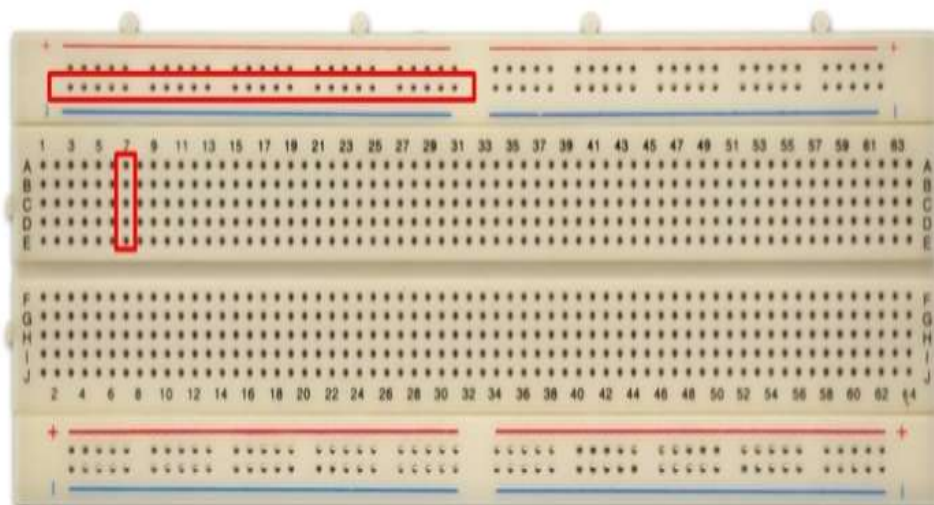 + +
- -
1 3 5 7 9 11 13 15 17 19 21 23 25 27 29 31 33 35 37 39 41 43 45 47 49 51 53 55 57 59 61 63
A A
B B
C C
D D
E E
F F
G G
H H
I I
J J
2 4 6 8 10 12 14 16 18 20 22 24 26 28 30 32 34 36 38 40 42 44 46 48 50 52 54 56 58 60 62 64
+ +
- -